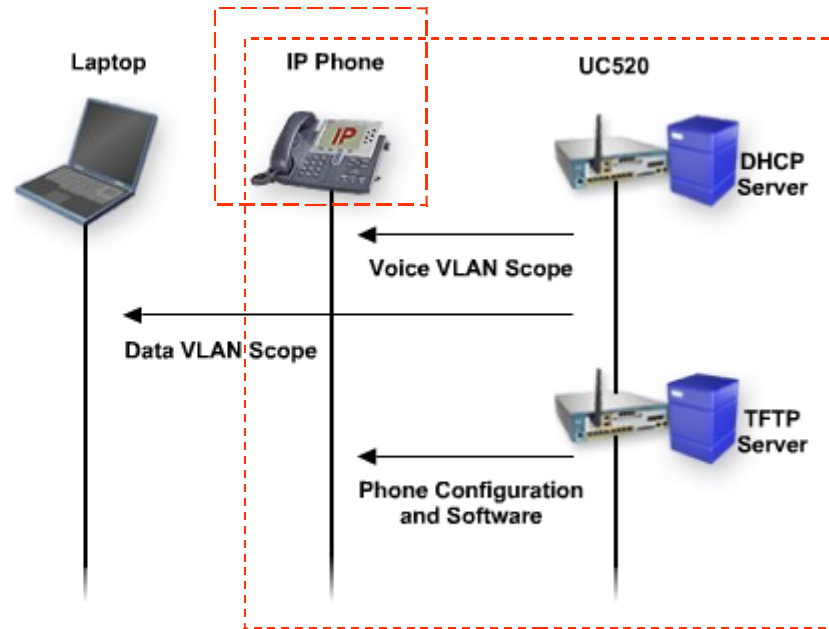 Laptop
IP Phone
UC520
IP
DHCP
Server
Voice VLAN Scope
Data VLAN Scope
TFTP
Server
Phone Configuration
and Software